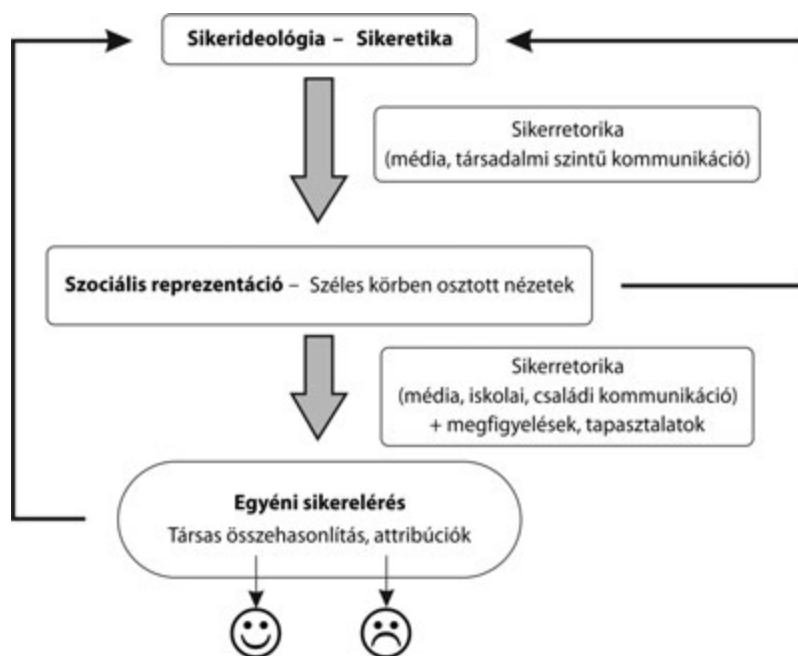 Sikerideológia – Sikeretika
Sikerretorika
(média, társadalmi szintű kommunikáció)
Szociális reprezentáció – Széles körben osztott nézetek
Sikerretorika
(média, iskolai, családi kommunikáció)
+ megfigyelések, tapasztalatok
Egyéni sikerelérés
Társas összehasonlítás, attribúciók